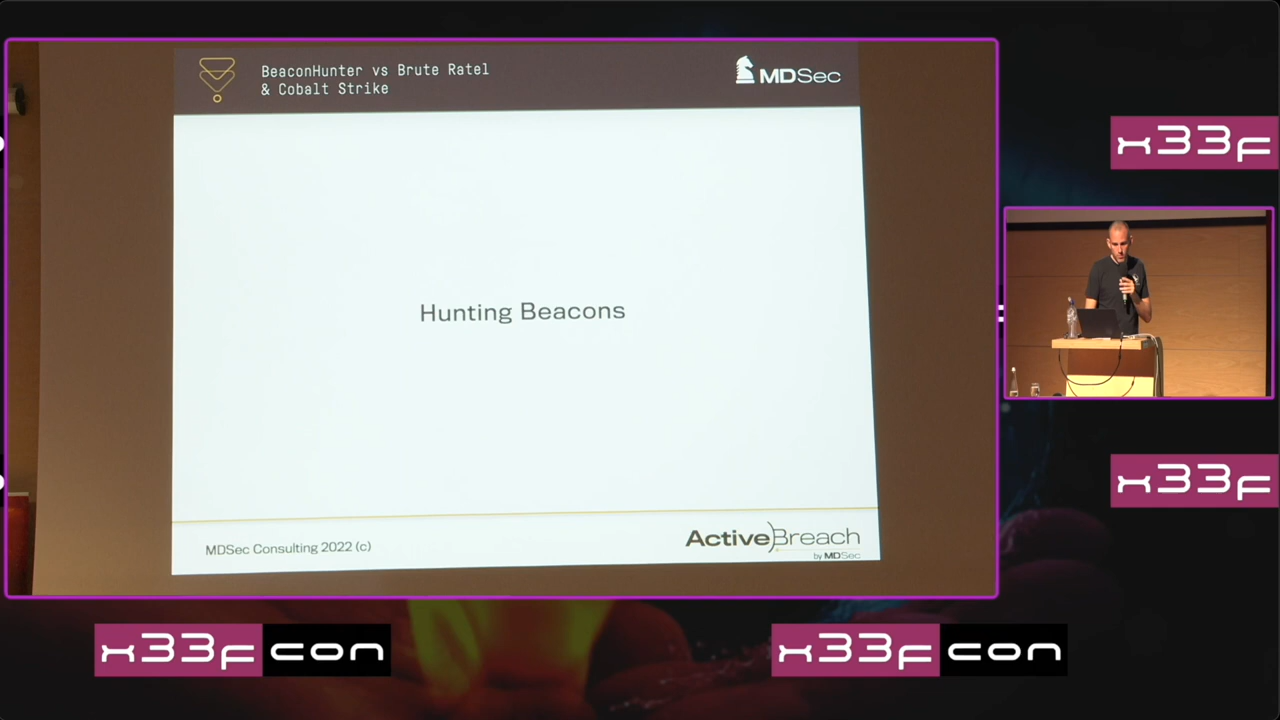 BeaconHunter vs Brute Ratel
& Cobalt Strike
MDSec
Hunting Beacons
MDSec Consulting 2022 (c)
ActiveBreach
by MDSec
x33f
x33f
x33fcon
x33fcon